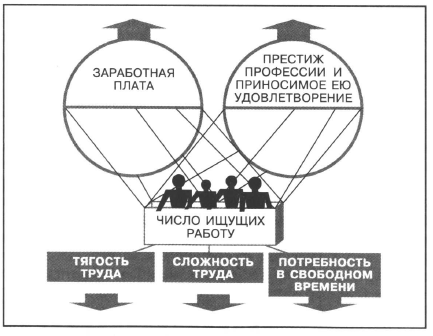 ЗАРАБОТНАЯ
ПЛАТА
ПРЕСТИЖ
ПРОФЕССИИ И
ПРИНОСИМОЕ ЕЮ
УДОВЛЕТВОРЕНИЕ
ЧИСЛО ИЩУЩИХ
РАБОТУ
ТЯГОСТЬ
ТРУДА
СЛОЖНОСТЬ
ТРУДА
ПОТРЕБНОСТЬ
В СВОБОДНОМ
ВРЕМЕНИ